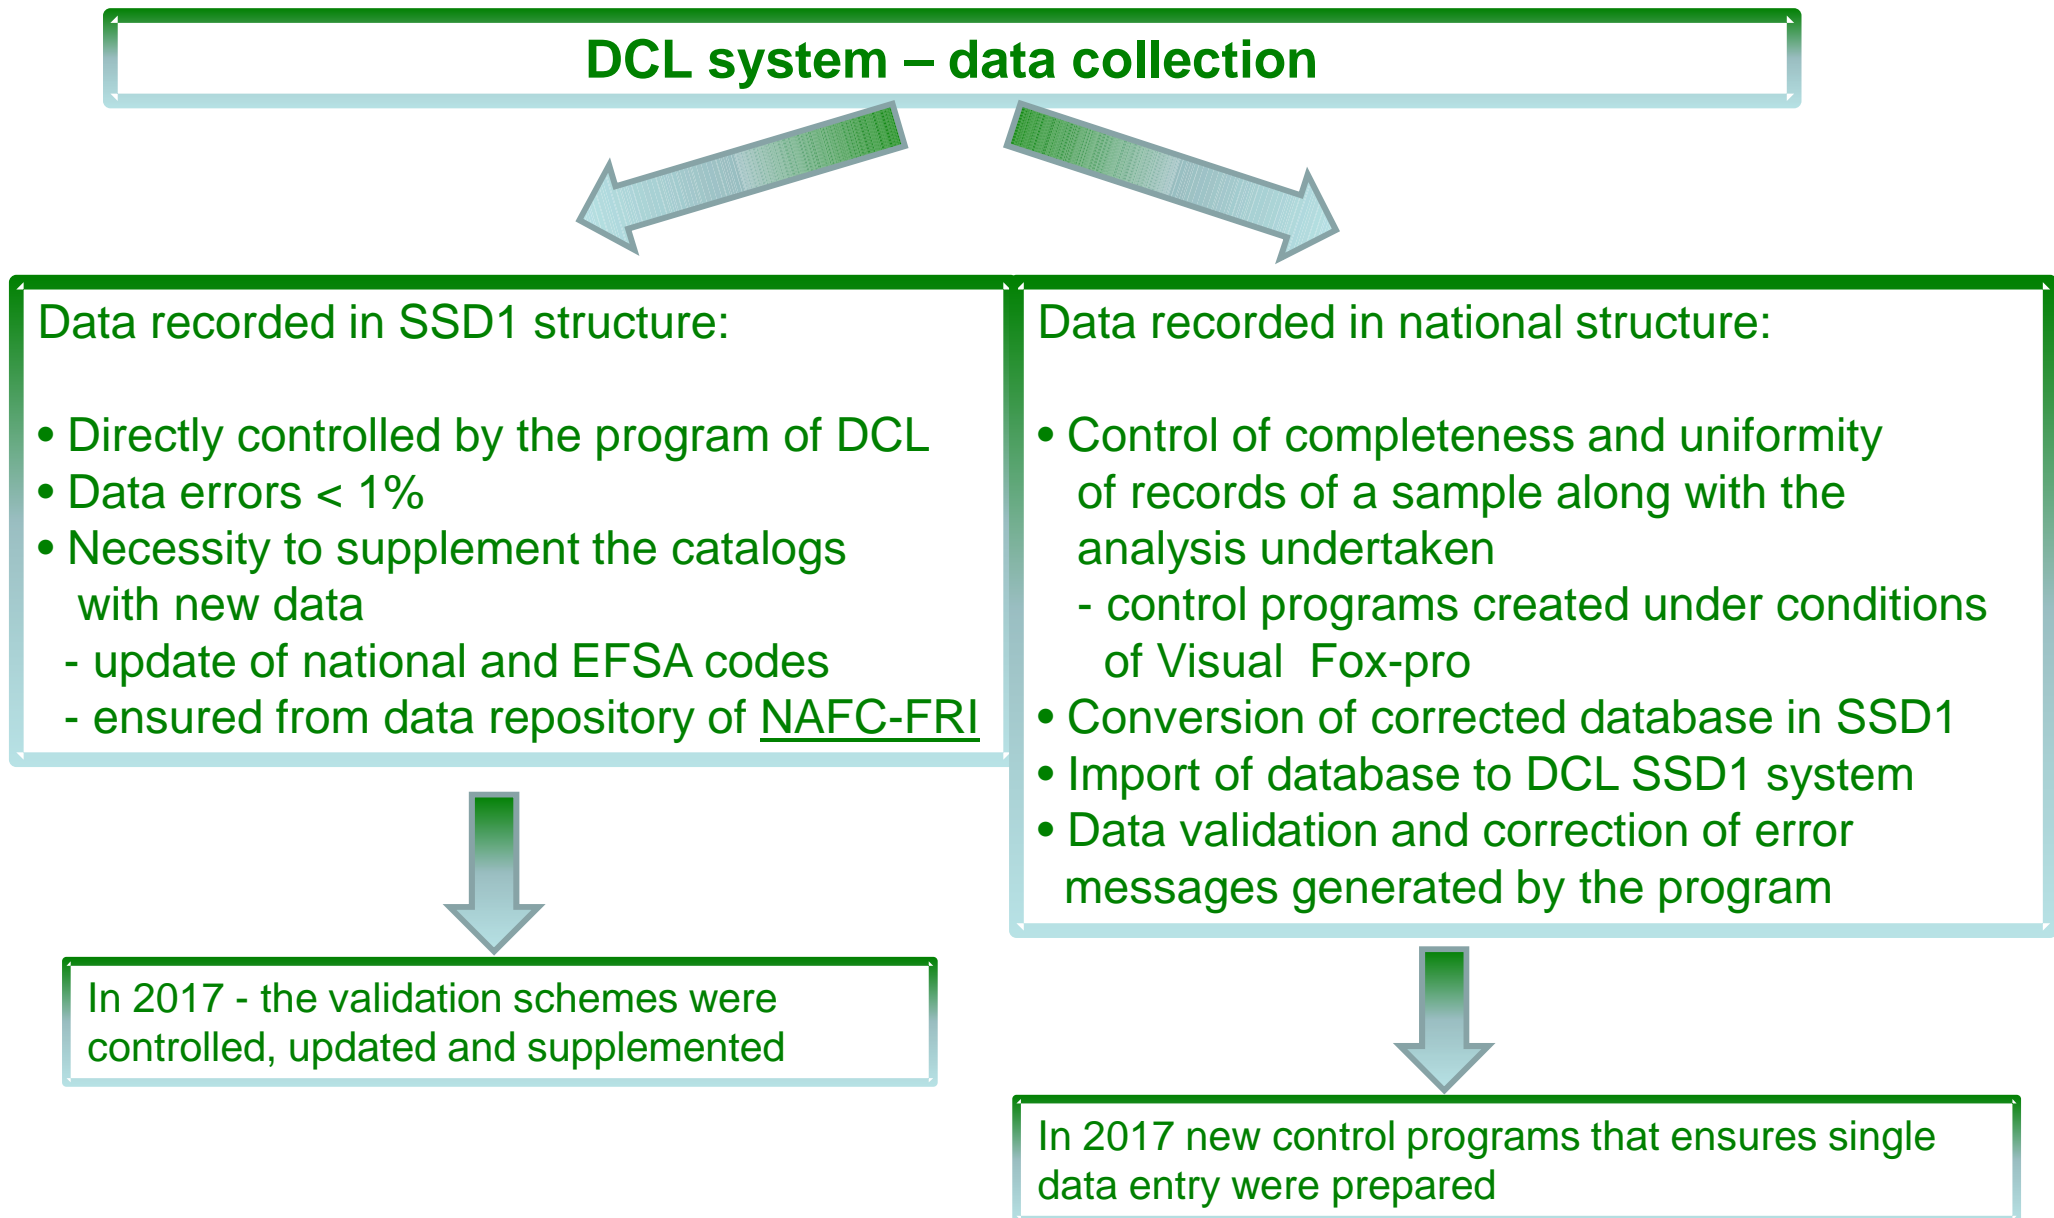 DCL system – data collection
Data recorded in SSD1 structure:
• Directly controlled by the program of DCL
• Data errors < 1%
• Necessity to supplement the catalogs
with new data
- update of national and EFSA codes
- ensured from data repository of NAFC-FRI
In 2017 - the validation schemes were
controlled, updated and supplemented
Data recorded in national structure:
• Control of completeness and uniformity
of records of a sample along with the
analysis undertaken
- control programs created under conditions
of Visual  Fox-pro
• Conversion of corrected database in SSD1
• Import of database to DCL SSD1 system
• Data validation and correction of error
messages generated by the program
In 2017 new control programs that ensures single
data entry were prepared